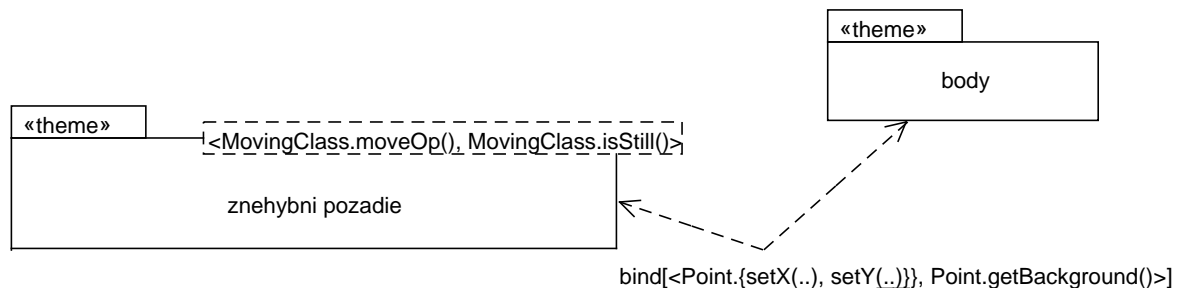 «theme»
body
«theme»
<MovingClass.moveOp(), MovingClass.isStill()>
znehybni pozadie
bind[<Point.{setX(..), setY(..)}}, Point.getBackground()>]